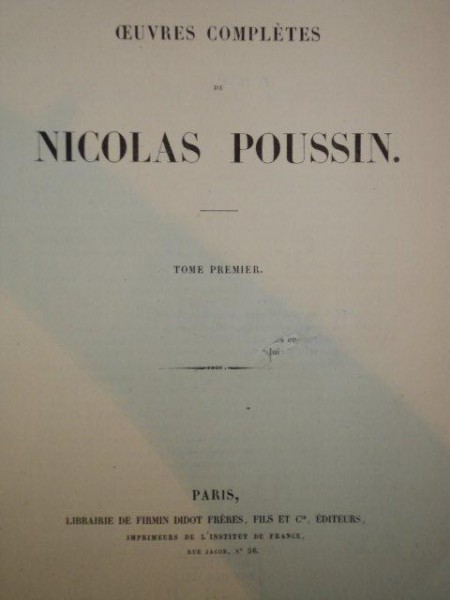 ŒUVRES COMPLÈTES
DE
NICOLAS POUSSIN.
TOME PREMIER.
PARIS,
LIBRAIRIE DE FIRMIN DIDOT FRÈRES, FILS ET Cie, ÉDITEURS,
IMPRIMEURS DE L'INSTITUT DE FRANCE,
RUE JACOB, N° 56.